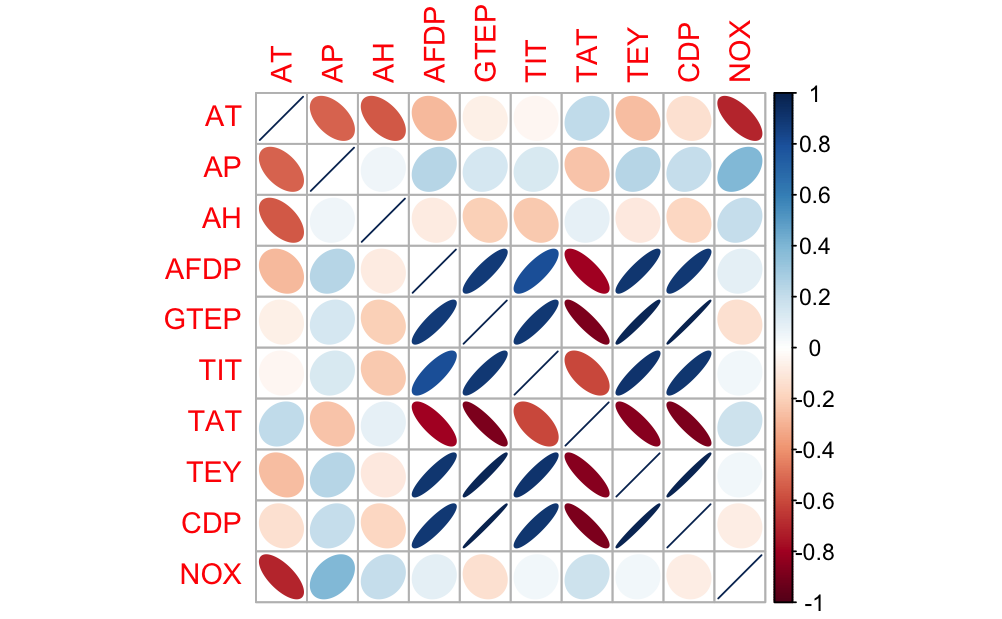 AT AP AH AFDP GTEP TIT TAT TEY CDP NOX
AT
AP
AH
AFDP
GTEP
TIT
TAT
TEY
CDP
NOX
1
0.8
0.6
0.4
0.2
0
-0.2
-0.4
-0.6
-0.8
-1